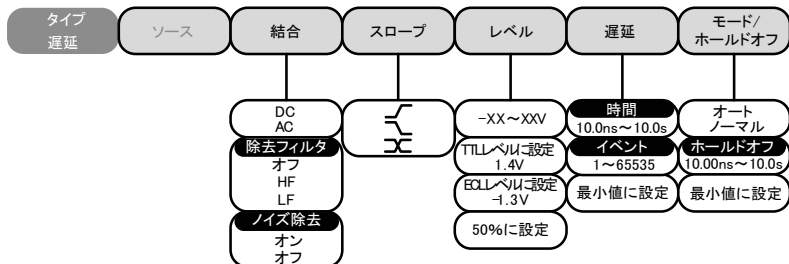 タイプ
遅延
ソース
結合
スロープ
レベル
遅延
モード/
ホールドオフ
DC
AC
除去フィルタ
オフ
HF
LF
ノイズ除去
オン
オフ
-XX～XXV
TTLレベルに設定
1.4V
ECLレベルに設定
-1.3V
50%に設定
時間
10.0ns～10.0s
イベント
1～65535
最小値に設定
オート
ノーマル
ホールドオフ
10.00ns～10.0s
最小値に設定